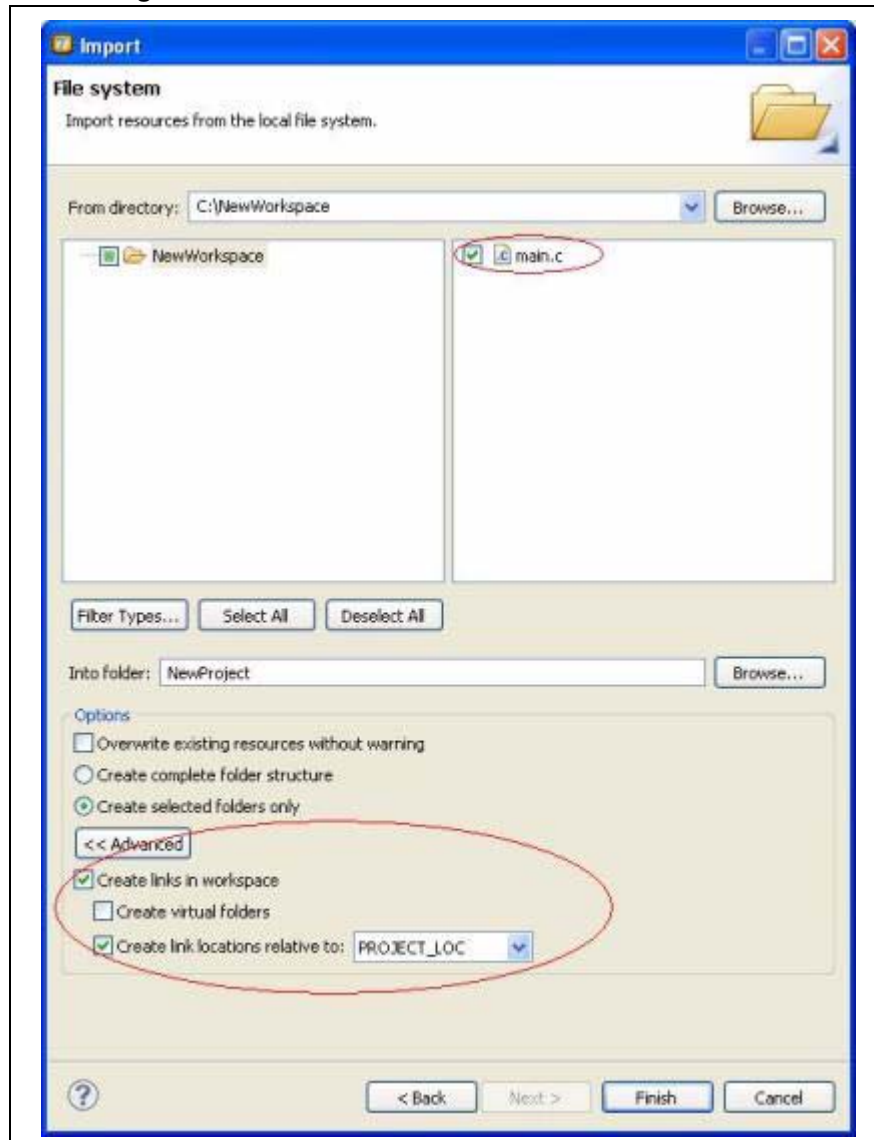 Import
File system
Import resources from the local file system.
From directory: C:\NewWorkspace Browse...
NewWorkspace
main.c
Filter Types... Select All Deselect All
Into folder: NewProject Browse...
Options
Overwrite existing resources without warning
Create complete folder structure
Create selected folders only
<< Advanced
Create links in workspace
Create virtual folders
Create link locations relative to: PROJECT_LOC
? < Back Next > Finish Cancel